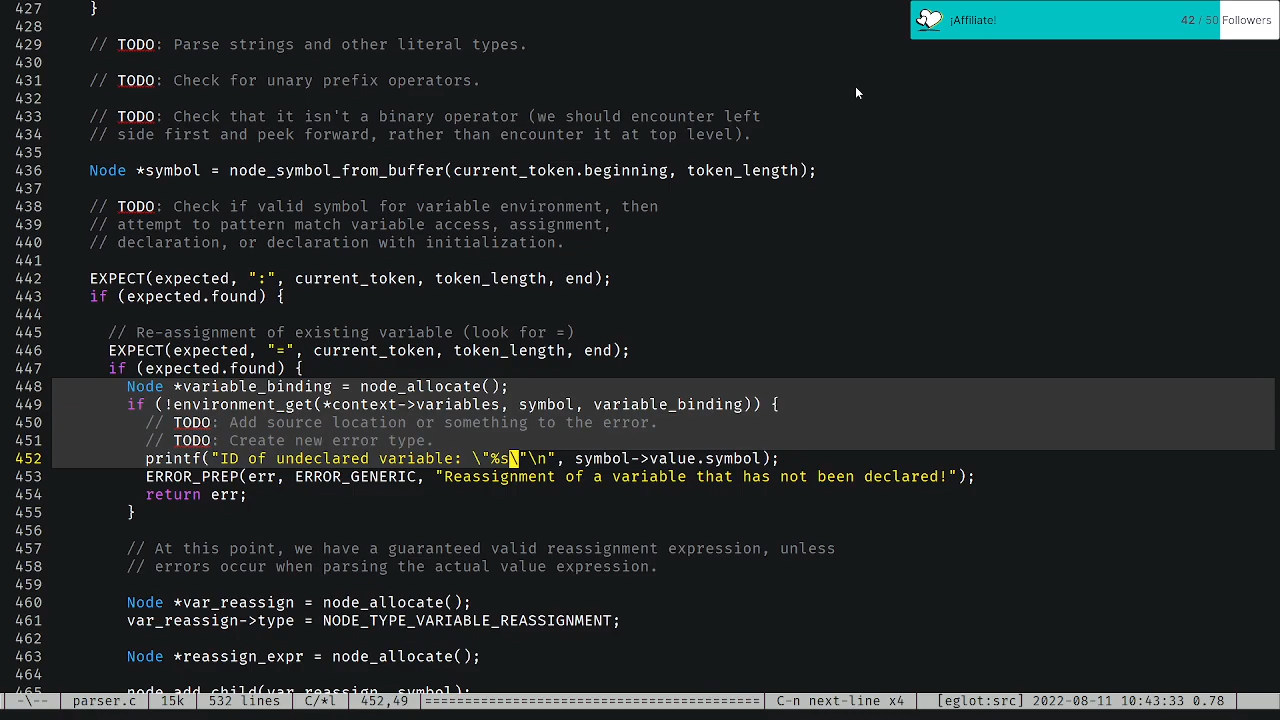 427 }
428
429 // TODO: Parse strings and other literal types.
430
431 // TODO: Check for unary prefix operators.
432
433 // TODO: Check that it isn't a binary operator (we should encounter left
434 // side first and peek forward, rather than encounter it at top level).
435
436 Node *symbol = node_symbol_from_buffer(current_token.beginning, token_length);
437
438 // TODO: Check if valid symbol for variable environment, then
439 // attempt to pattern match variable access, assignment,
440 // declaration, or declaration with initialization.
441
442 EXPECT(expected, ":", current_token, token_length, end);
443 if (expected.found) {
444
445 // Re-assignment of existing variable (look for =)
446 EXPECT(expected, "=", current_token, token_length, end);
447 if (expected.found) {
448 Node *variable_binding = node_allocate();
449 if (!environment_get(*context->variables, symbol, variable_binding)) {
450 // TODO: Add source location or something to the error.
451 // TODO: Create new error type.
452 printf("ID of undeclared variable: \"%s\"\n", symbol->value.symbol);
453 ERROR_PREP(err, ERROR_GENERIC, "Reassignment of a variable that has not been declared!");
454 return err;
455 }
456
457 // At this point, we have a guaranteed valid reassignment expression, unless
458 // errors occur when parsing the actual value expression.
459
460 Node *var_reassign = node_allocate();
461 var_reassign->type = NODE_TYPE_VARIABLE_REASSIGNMENT;
462
463 Node *reassign_expr = node_allocate();
464
465 node_add_child(var_reassign, symbol);
¡Affiliate! 42 / 50 Followers
-\-- parser.c 15k 532 lines C/*l 452,49 ==================================== C-n next-line x4 [eglot:src] 2022-08-11 10:43:33 0.78